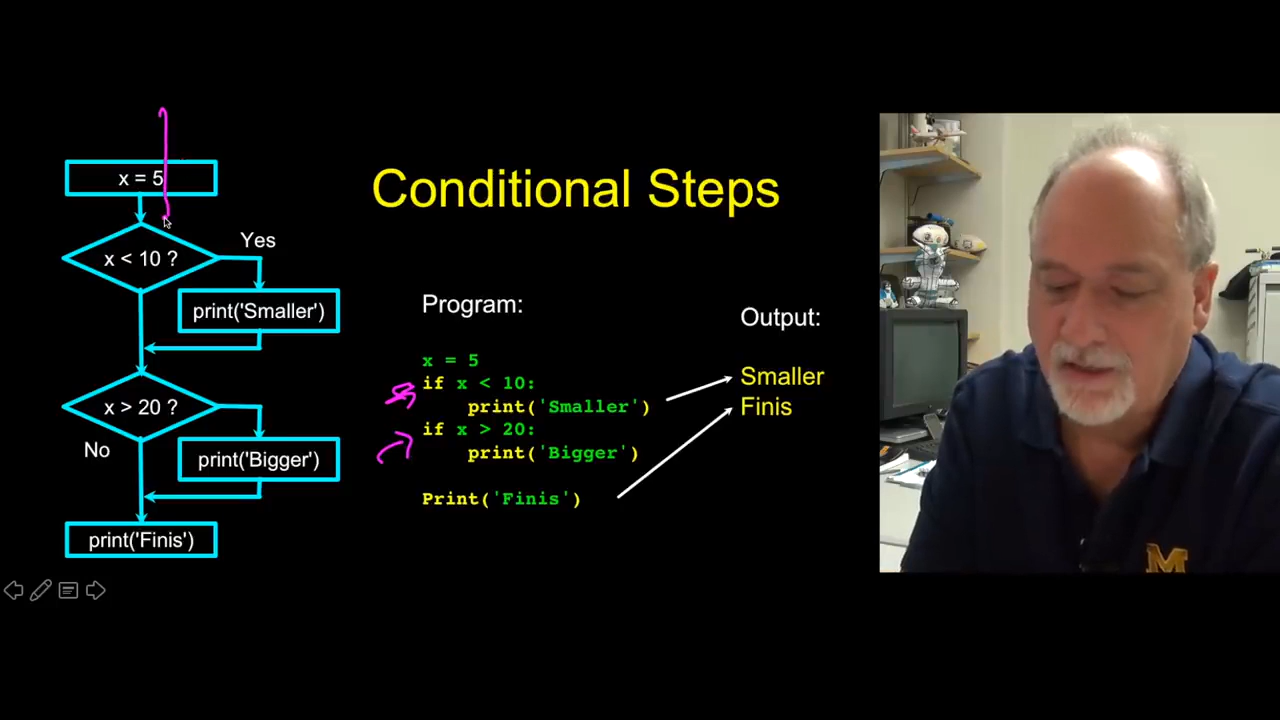 Conditional Steps
x = 5
x < 10 ?
Yes
print('Smaller')
x > 20 ?
No
print('Bigger')
print('Finis')
Program:
x = 5
if x < 10:
    print('Smaller')
if x > 20:
    print('Bigger')
Print('Finis')
Output:
Smaller
Finis
M